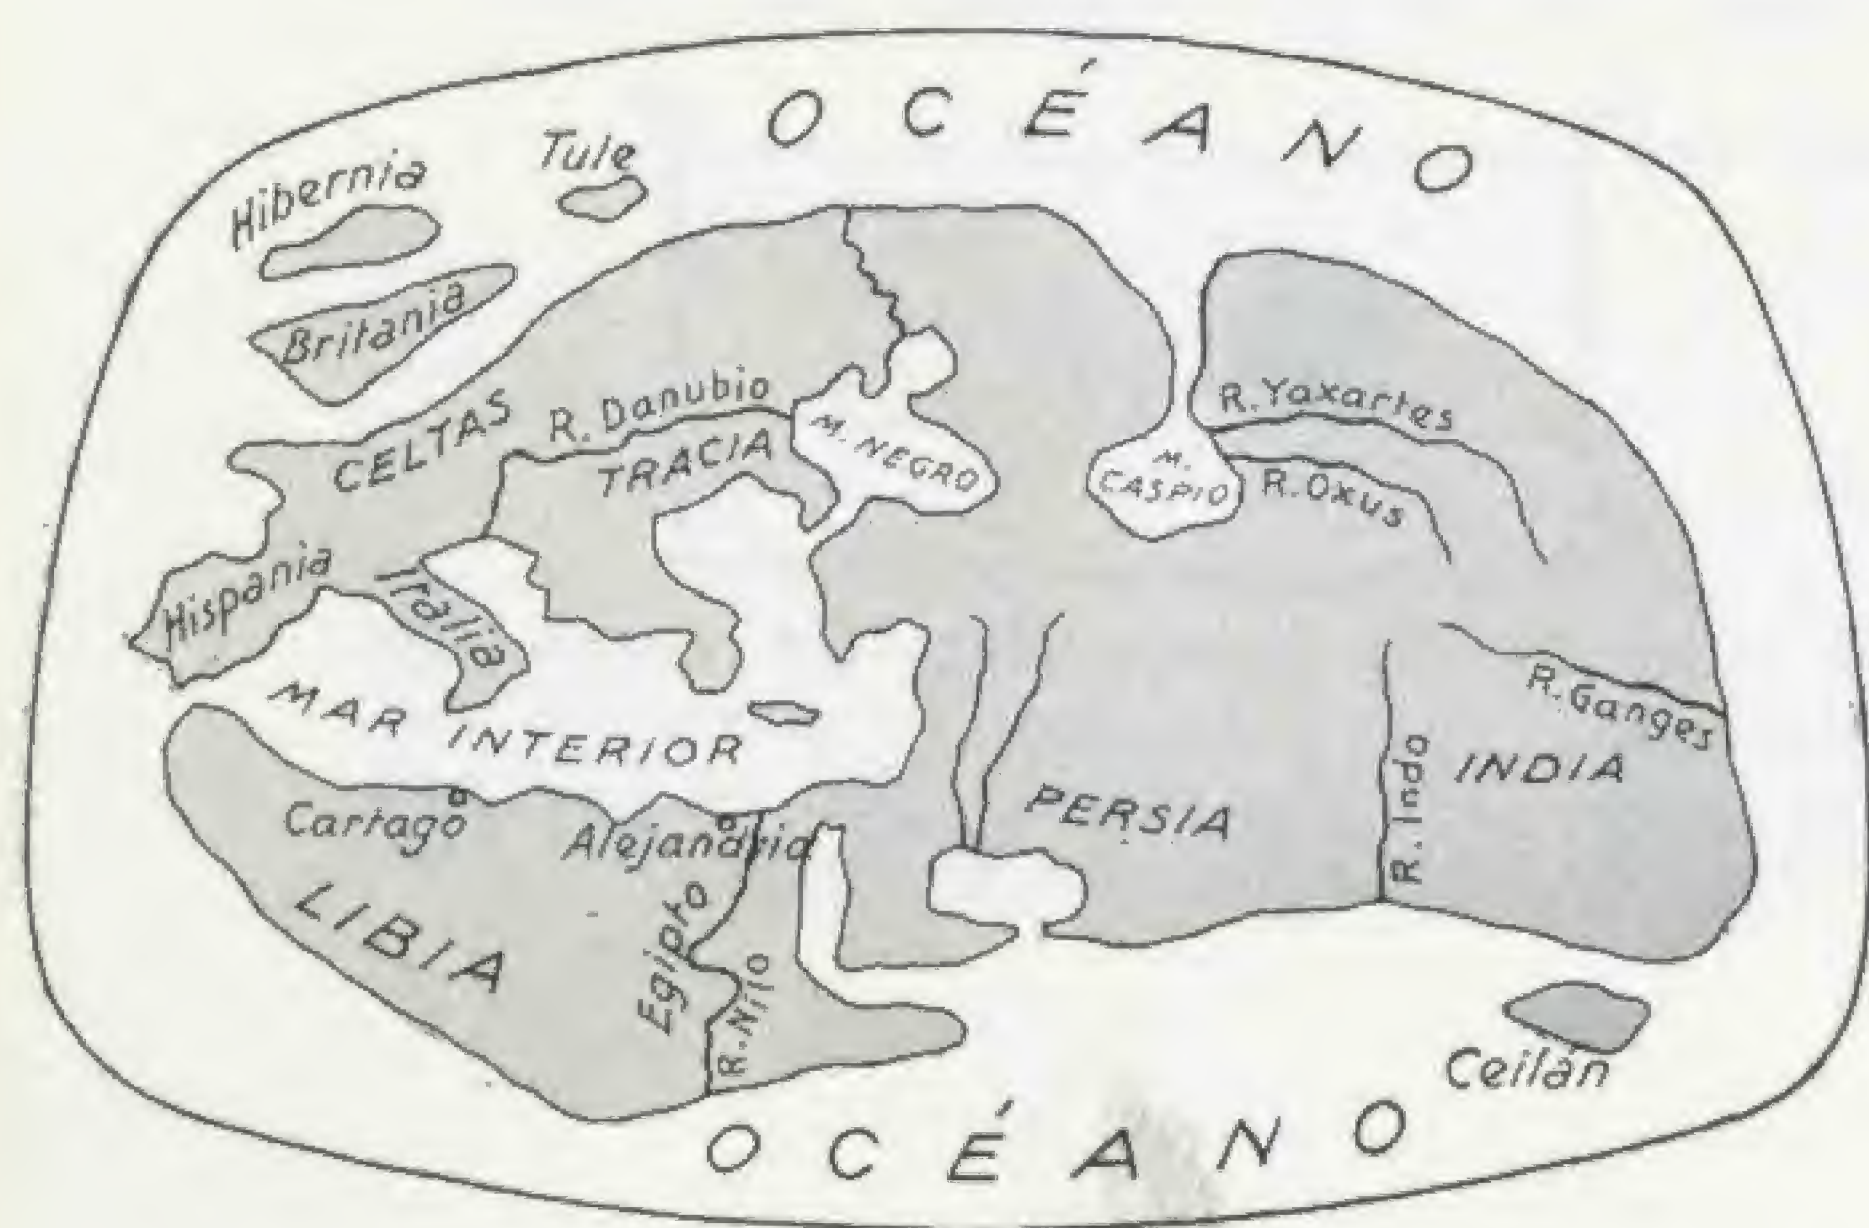 OCÉANO
Tule
Hibernia
Britania
CELTAS
R. Danubio
TRACIA
M. NEGRO
M.
CASPIO
R. Yaxartes
R. Oxus
Hispania
Italia
MAR INTERIOR
R. Ganges
INDIA
R. Indo
PERSIA
Cartago
Alejandria
LIBIA
Egipto
R. Nilo
Ceilán
OCÉANO